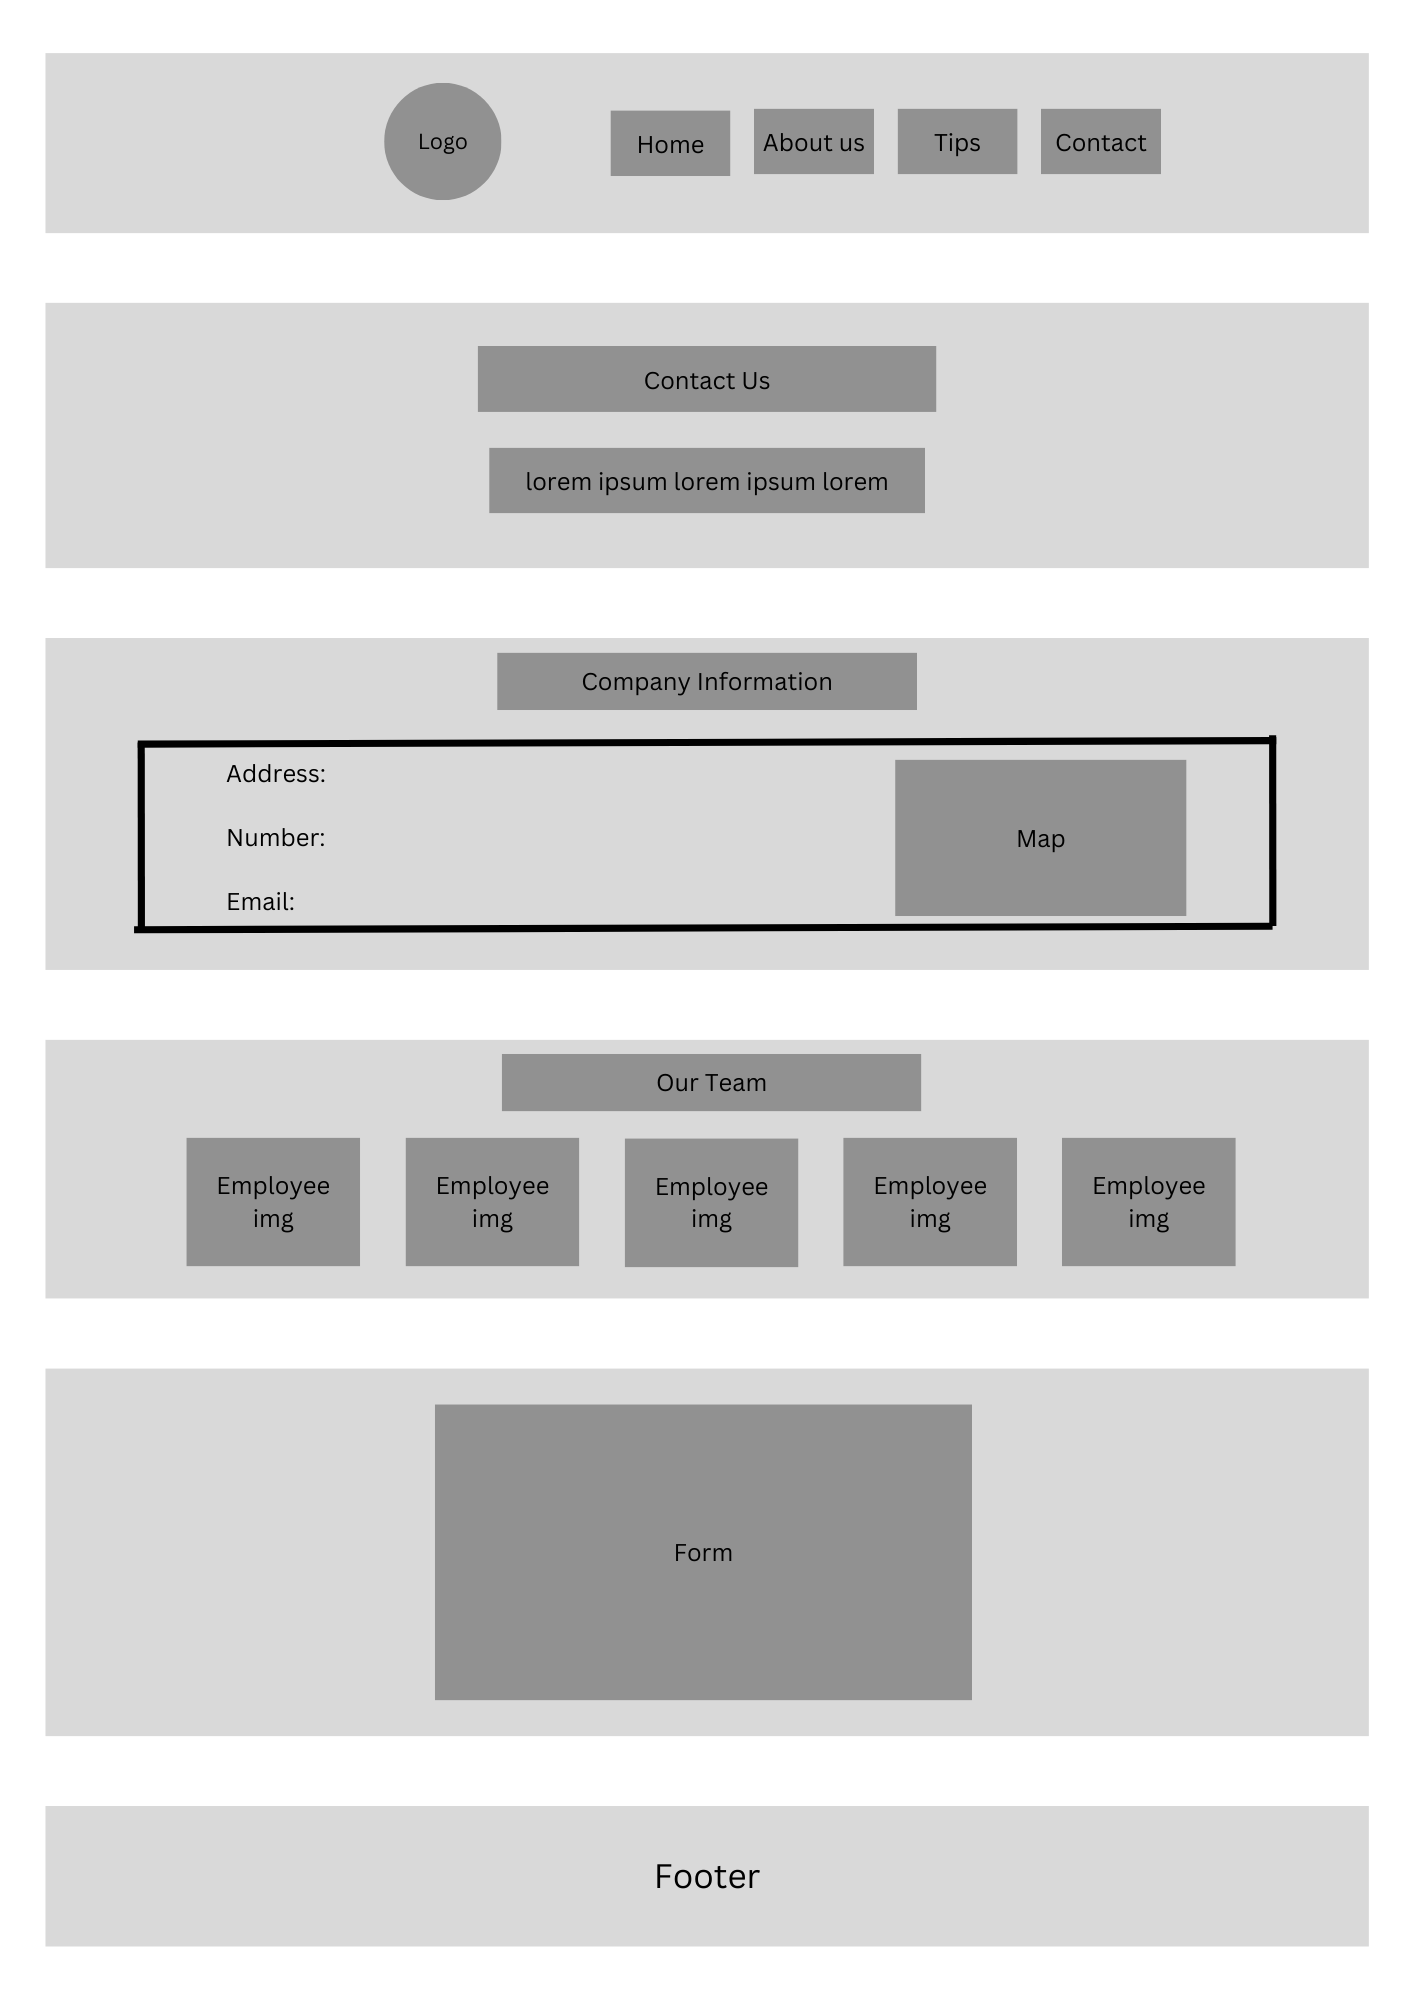 Logo
Home
About us
Tips
Contact
Contact Us
lorem ipsum lorem ipsum lorem
Company Information
Address:
Number:
Email:
Map
Our Team
Employee
img
Employee
img
Employee
img
Employee
img
Employee
img
Form
Footer